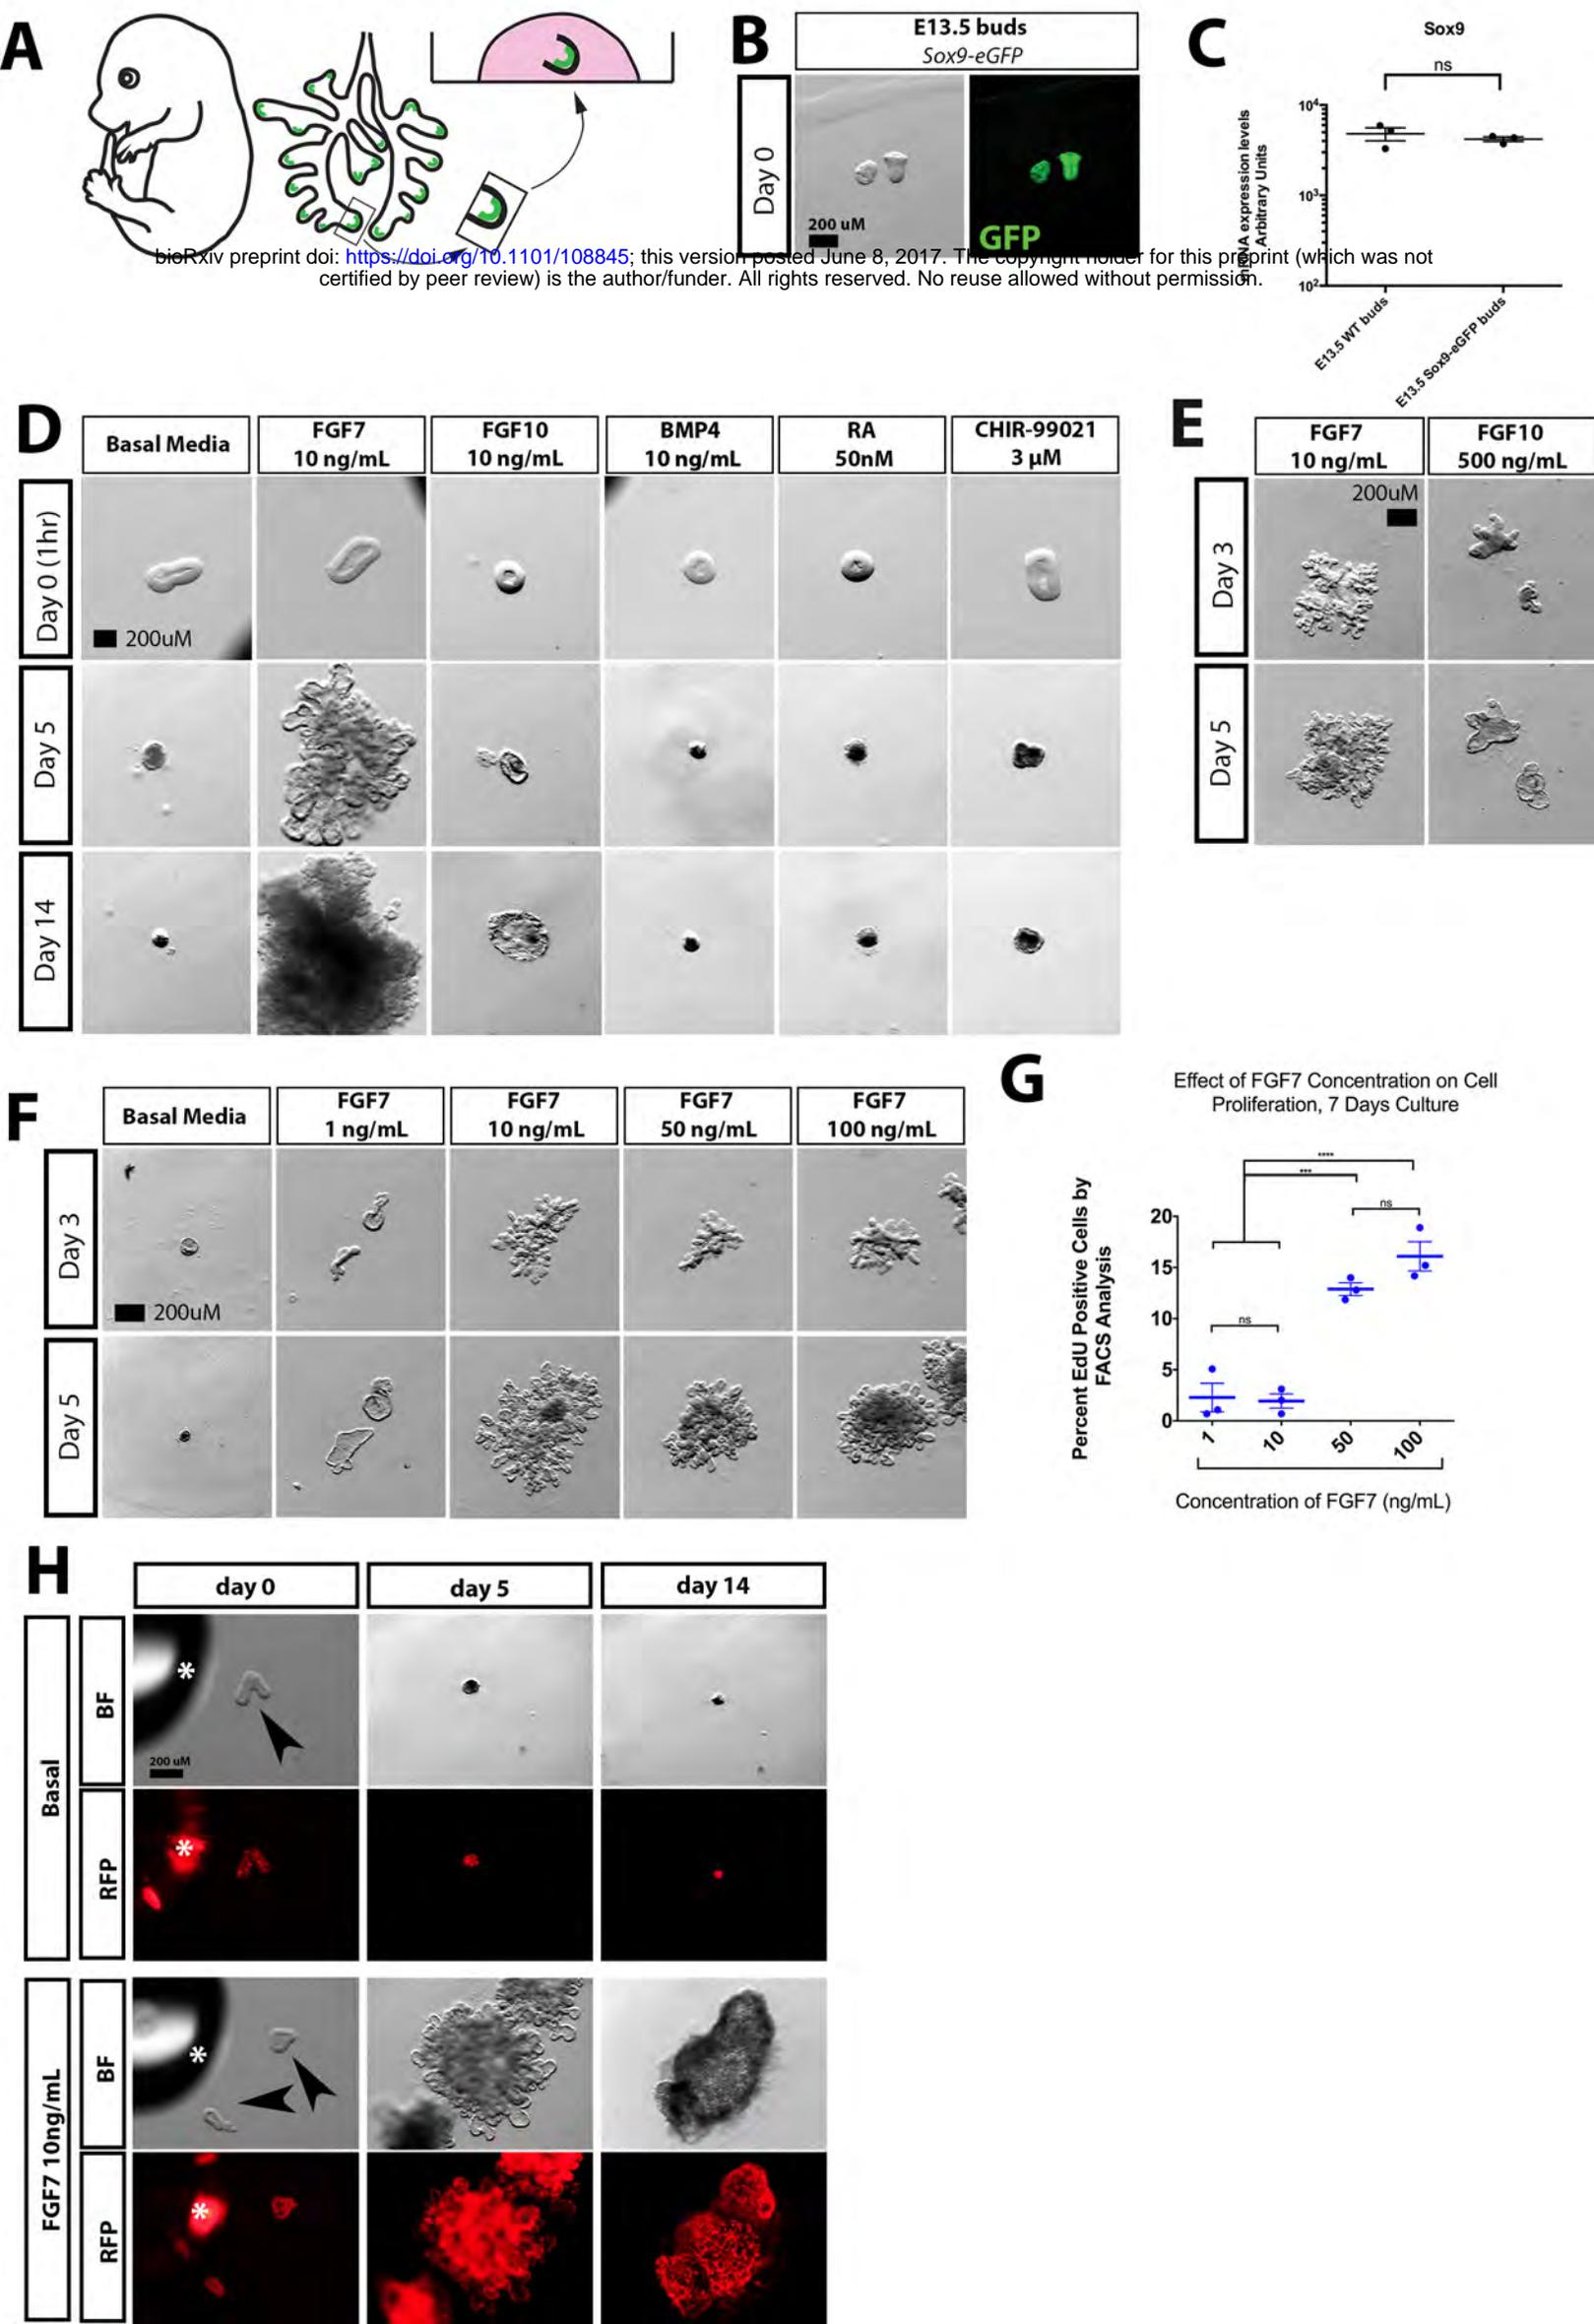 A
B
E13.5 buds
Sox9-eGFP
Day 0
200 uM
GFP
C
Sox9
ns
mRNA expression levels
Arbitrary Units
10^4
10^3
10^2
E13.5 WT buds
E13.5 Sox9-eGFP buds
bioRxiv preprint doi: https://doi.org/10.1101/108845; this version posted June 8, 2017. The copyright holder for this preprint (which was not
certified by peer review) is the author/funder. All rights reserved. No reuse allowed without permission.
D
Basal Media
FGF7
10 ng/mL
FGF10
10 ng/mL
BMP4
10 ng/mL
RA
50nM
CHIR-99021
3 µM
Day 0 (1hr)
200uM
Day 5
Day 14
E
FGF7
10 ng/mL
FGF10
500 ng/mL
Day 3
200uM
Day 5
F
Basal Media
FGF7
1 ng/mL
FGF7
10 ng/mL
FGF7
50 ng/mL
FGF7
100 ng/mL
Day 3
200uM
Day 5
G
Effect of FGF7 Concentration on Cell
Proliferation, 7 Days Culture
****
***
ns
ns
Percent EdU Positive Cells by
FACS Analysis
20
15
10
5
0
1
10
50
100
Concentration of FGF7 (ng/mL)
H
day 0
day 5
day 14
Basal
BF
*
200 uM
RFP
*
FGF7 10ng/mL
BF
*
RFP
*